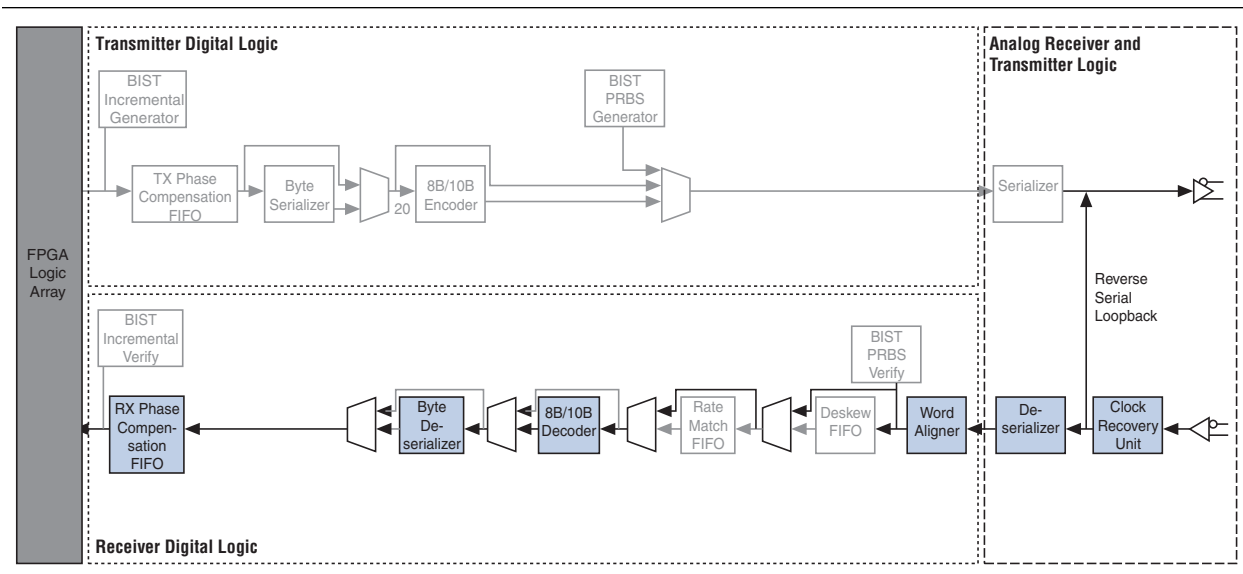 Transmitter Digital Logic
Analog Receiver and
Transmitter Logic
BIST
Incremental
Generator
BIST
PRBS
Generator
TX Phase
Compensation
FIFO
Byte
Serializer
20
8B/10B
Encoder
Serializer
FPGA
Logic
Array
Reverse
Serial
Loopback
BIST
Incremental
Verify
BIST
PRBS
Verify
RX Phase
Compen-
sation
FIFO
Byte
De-
serializer
8B/10B
Decoder
Rate
Match
FIFO
Deskew
FIFO
Word
Aligner
De-
serializer
Clock
Recovery
Unit
Receiver Digital Logic